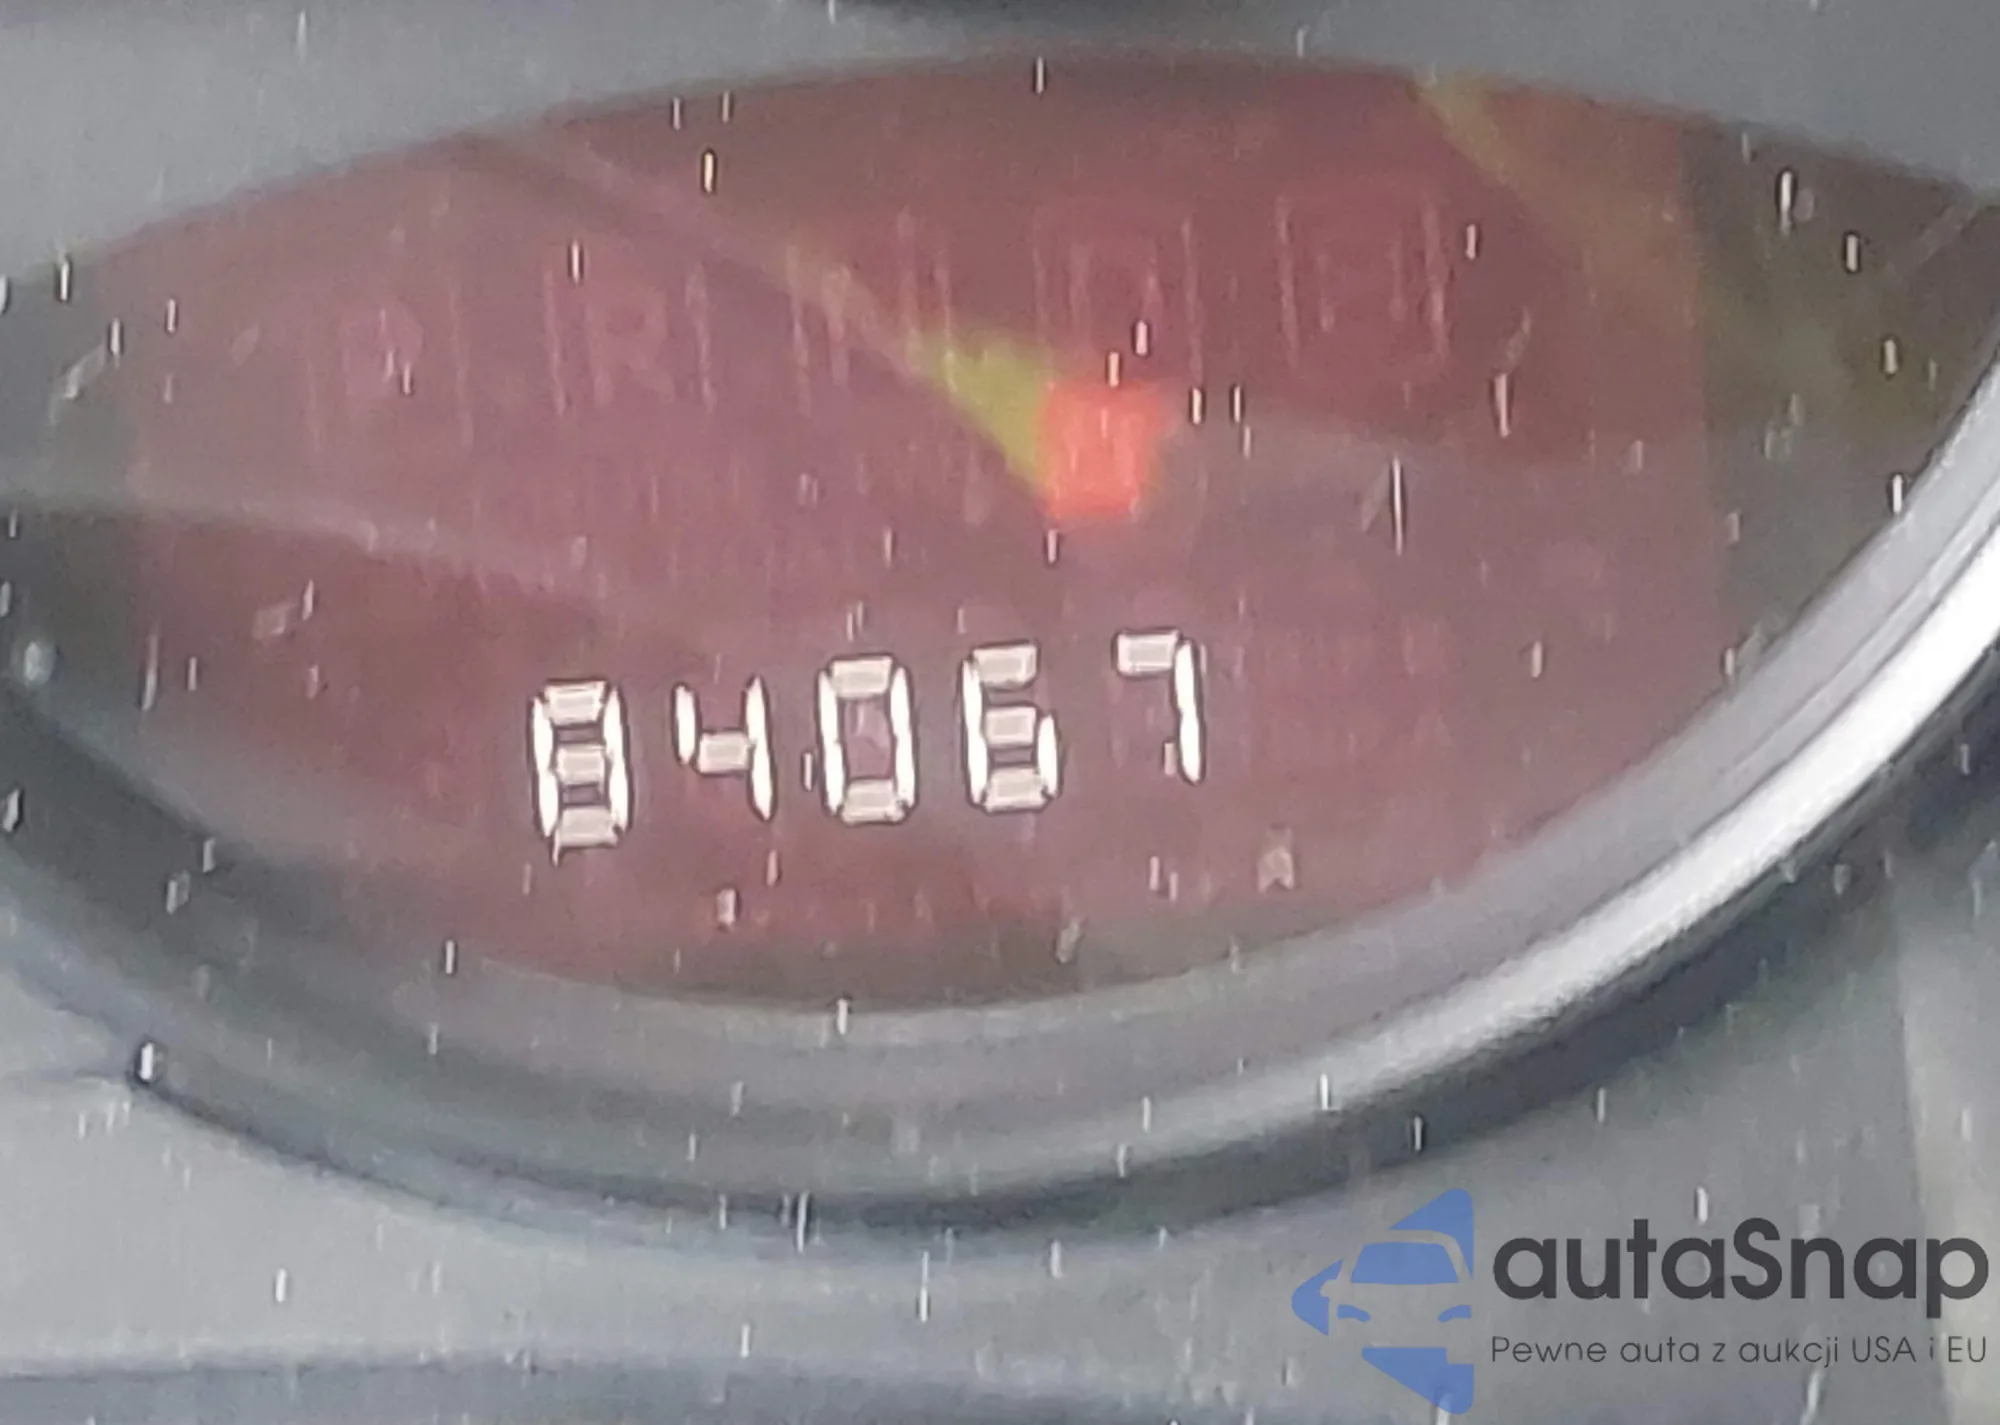 84067
autaSnap
Pewne auta z aukcji USA i EU